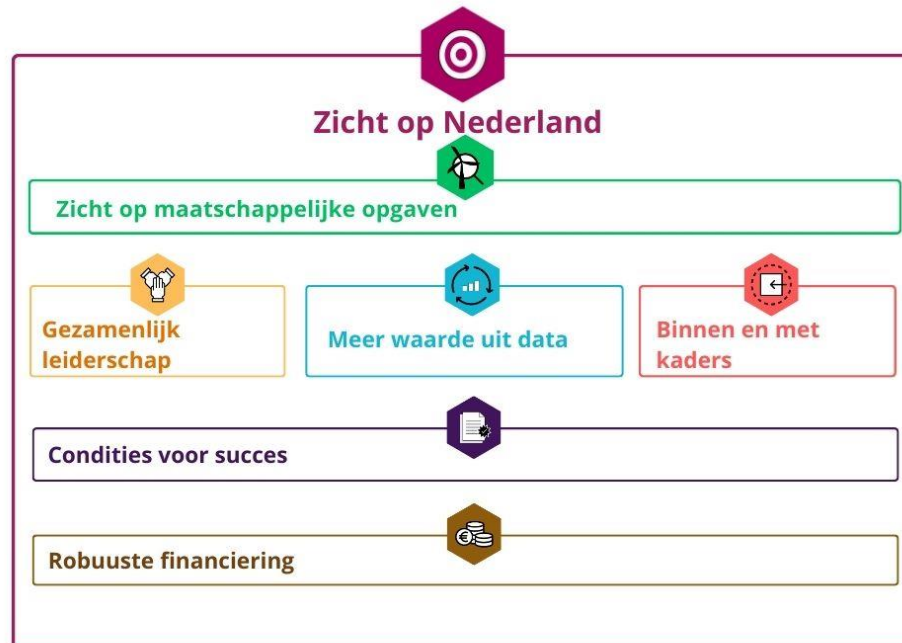 Zicht op Nederland
Zicht op maatschappelijke opgaven
Gezamenlijk
leiderschap
Meer waarde uit data
Binnen en met
kaders
Condities voor succes
Robuuste financiering